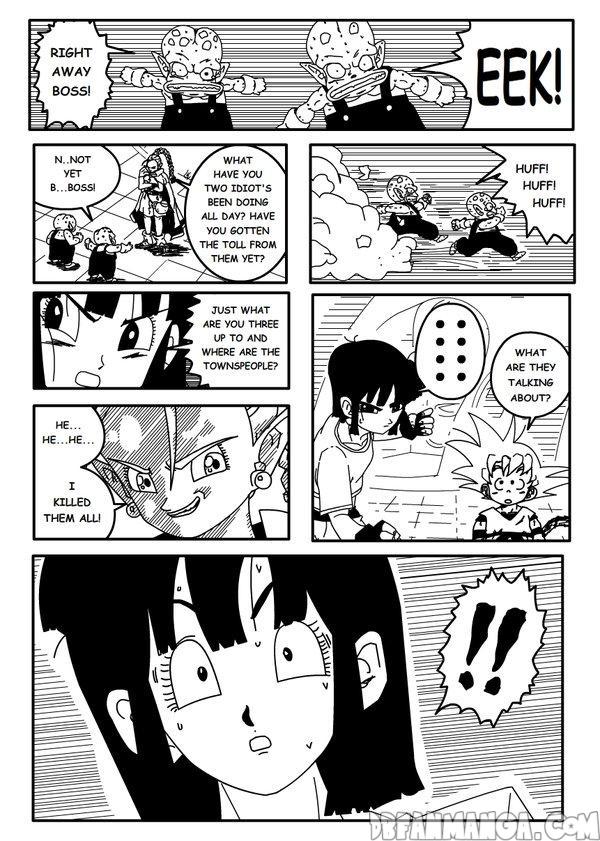 EEK!
RIGHT
AWAY
BOSS!
HUFF!
HUFF!
HUFF!
WHAT
HAVE YOU
TWO IDIOT'S
BEEN DOING
ALL DAY? HAVE
YOU GOTTEN
THE TOLL FROM
THEM YET?
N..NOT
YET
B...BOSS!
WHAT
ARE THEY
TALKING
ABOUT?
JUST WHAT
ARE YOU THREE
UP TO AND
WHERE ARE THE
TOWNSPEOPLE?
HE...
HE...HE...
I
KILLED
THEM ALL!
!!
DBFANMANGA.COM